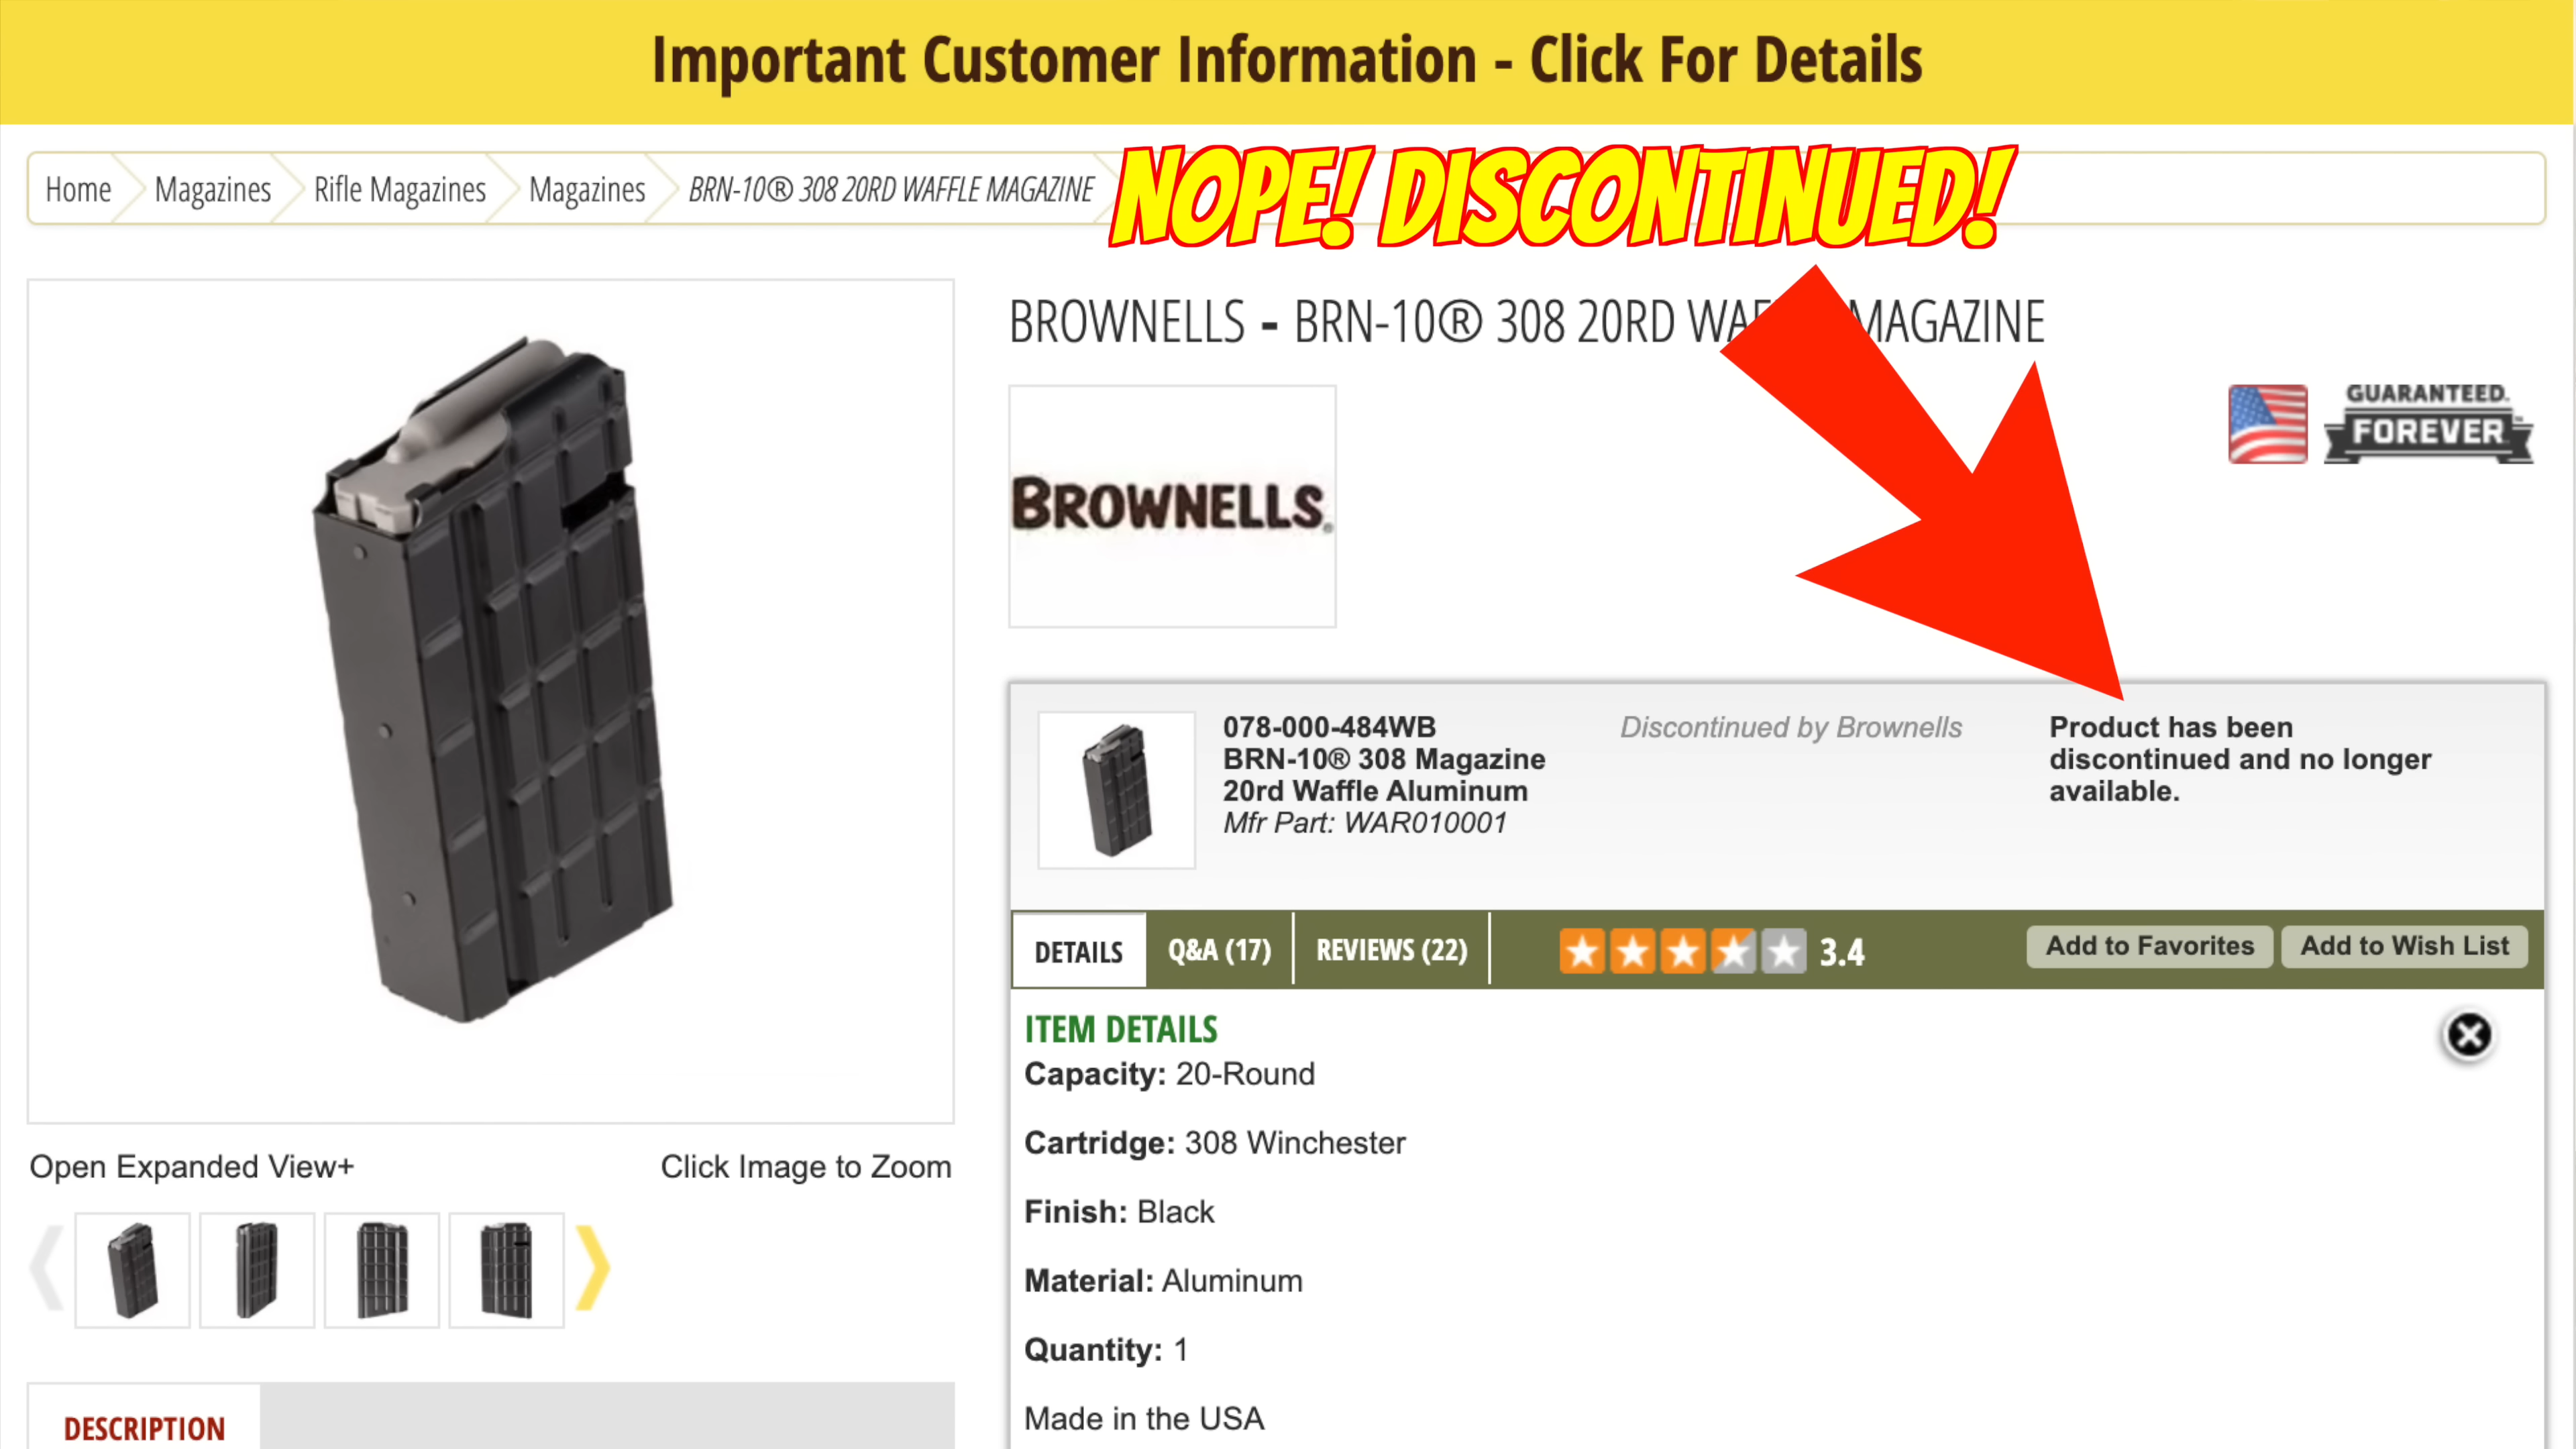 Important Customer Information - Click For Details
Home
Magazines
Rifle Magazines
Magazines
BRN-10® 308 20RD WAFFLE MAGAZINE
NOPE! DISCONTINUED!
BROWNELLS - BRN-10® 308 20RD WAF MAGAZINE
BROWNELLS®
GUARANTEED.
FOREVER™
078-000-484WB
BRN-10® 308 Magazine
20rd Waffle Aluminum
Mfr Part: WAR010001
Discontinued by Brownells
Product has been
discontinued and no longer
available.
DETAILS
Q&A (17)
REVIEWS (22)
3.4
Add to Favorites
Add to Wish List
ITEM DETAILS
Capacity: 20-Round
Cartridge: 308 Winchester
Finish: Black
Material: Aluminum
Quantity: 1
Made in the USA
Open Expanded View+
Click Image to Zoom
DESCRIPTION